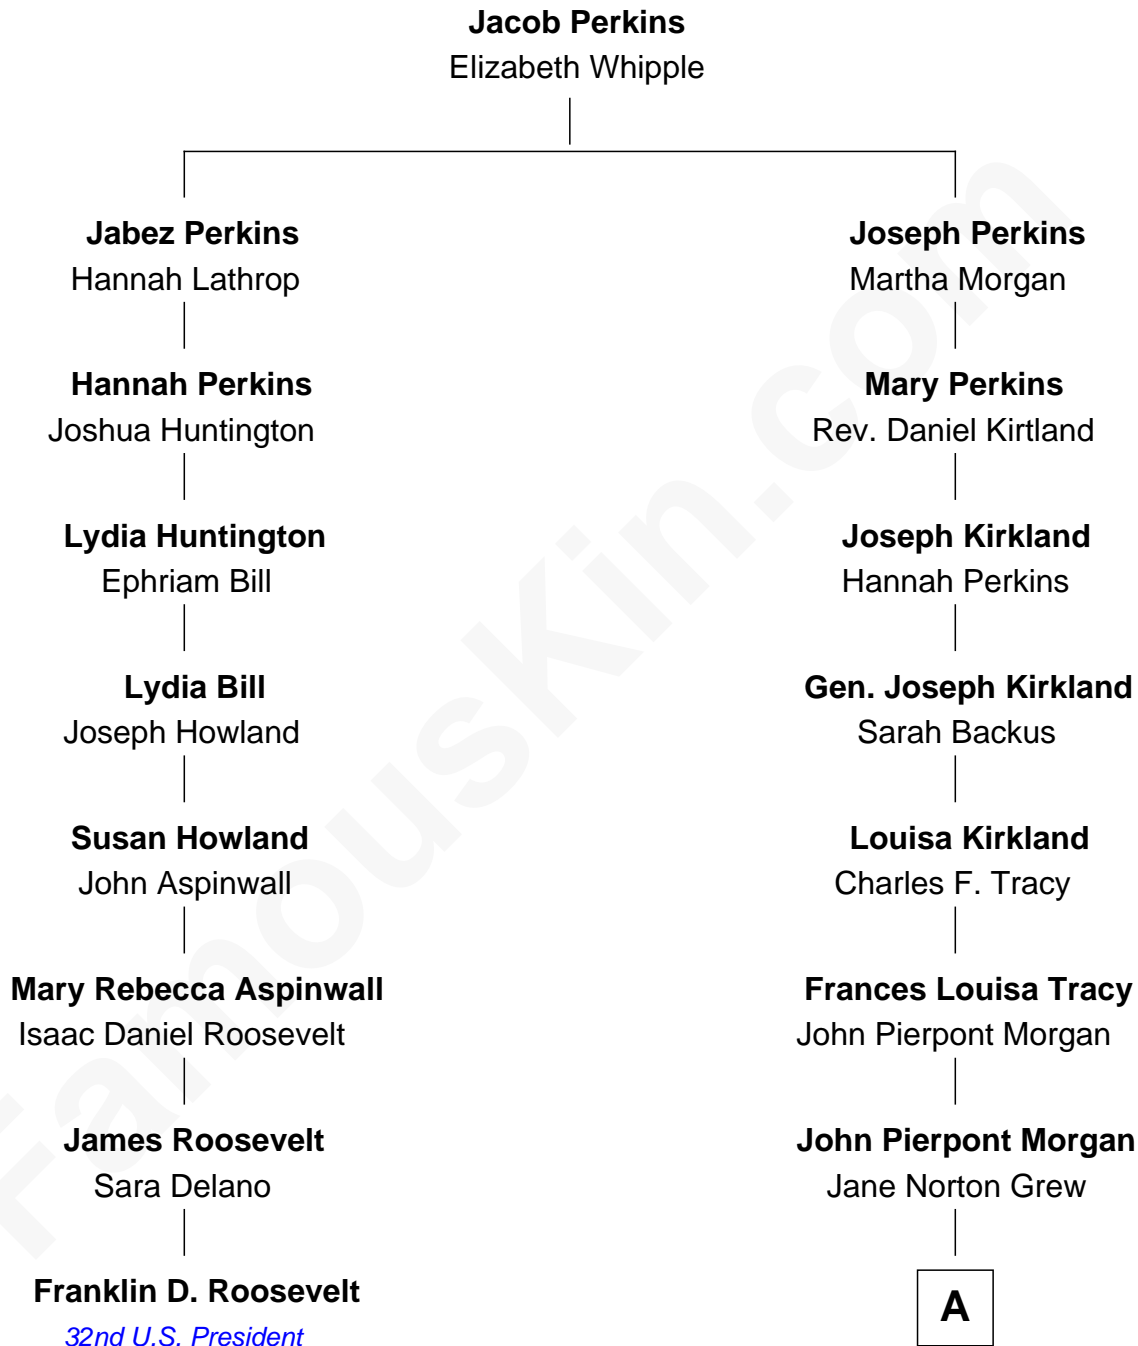 Jacob Perkins
Elizabeth Whipple
Jabez Perkins
Hannah Lathrop
Joseph Perkins
Martha Morgan
Hannah Perkins
Joshua Huntington
Mary Perkins
Rev. Daniel Kirtland
Lydia Huntington
Ephriam Bill
Joseph Kirkland
Hannah Perkins
Lydia Bill
Joseph Howland
Gen. Joseph Kirkland
Sarah Backus
Susan Howland
John Aspinwall
Louisa Kirkland
Charles F. Tracy
Mary Rebecca Aspinwall
Isaac Daniel Roosevelt
Frances Louisa Tracy
John Pierpont Morgan
James Roosevelt
Sara Delano
John Pierpont Morgan
Jane Norton Grew
Franklin D. Roosevelt
32nd U.S. President
A
FamousKin.com